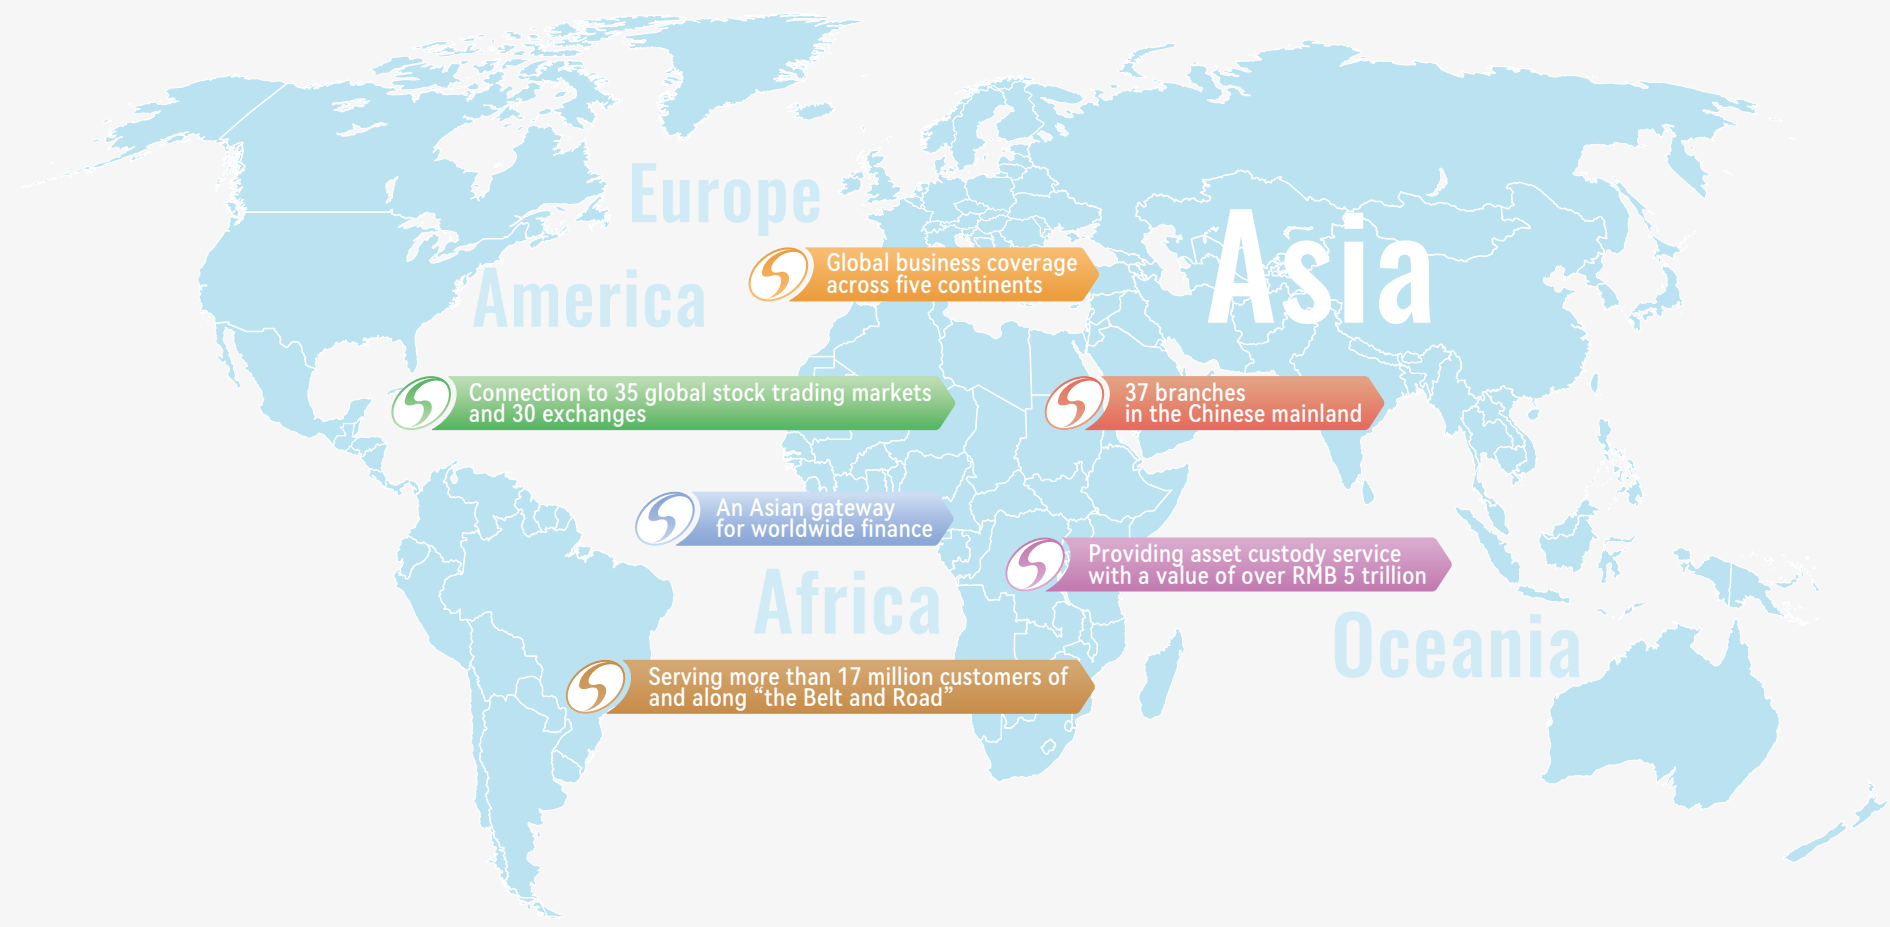 Europe
Asia
Global business coverage
across five continents
America
Connection to 35 global stock trading markets
and 30 exchanges
37 branches
in the Chinese mainland
An Asian gateway
for worldwide finance
Providing asset custody service
with a value of over RMB 5 trillion
Africa
Oceania
Serving more than 17 million customers of
and along “the Belt and Road”